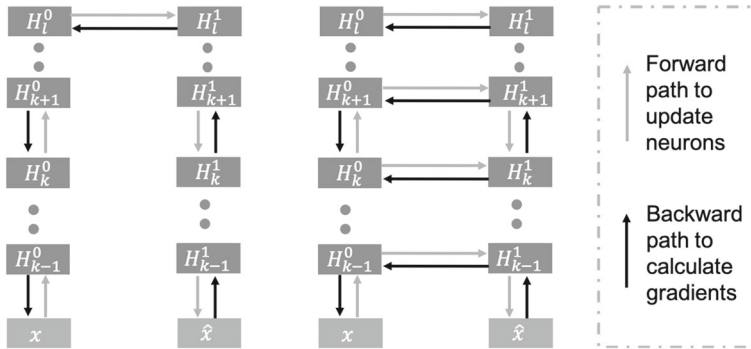 H_l^0 H_l^1 H_l^0 H_l^1
H_{k+1}^0 H_{k+1}^1 H_{k+1}^0 H_{k+1}^1
H_k^0 H_k^1 H_k^0 H_k^1
H_{k-1}^0 H_{k-1}^1 H_{k-1}^0 H_{k-1}^1
x x̂ x x̂
Forward
path to
update
neurons
Backward
path to
calculate
gradients